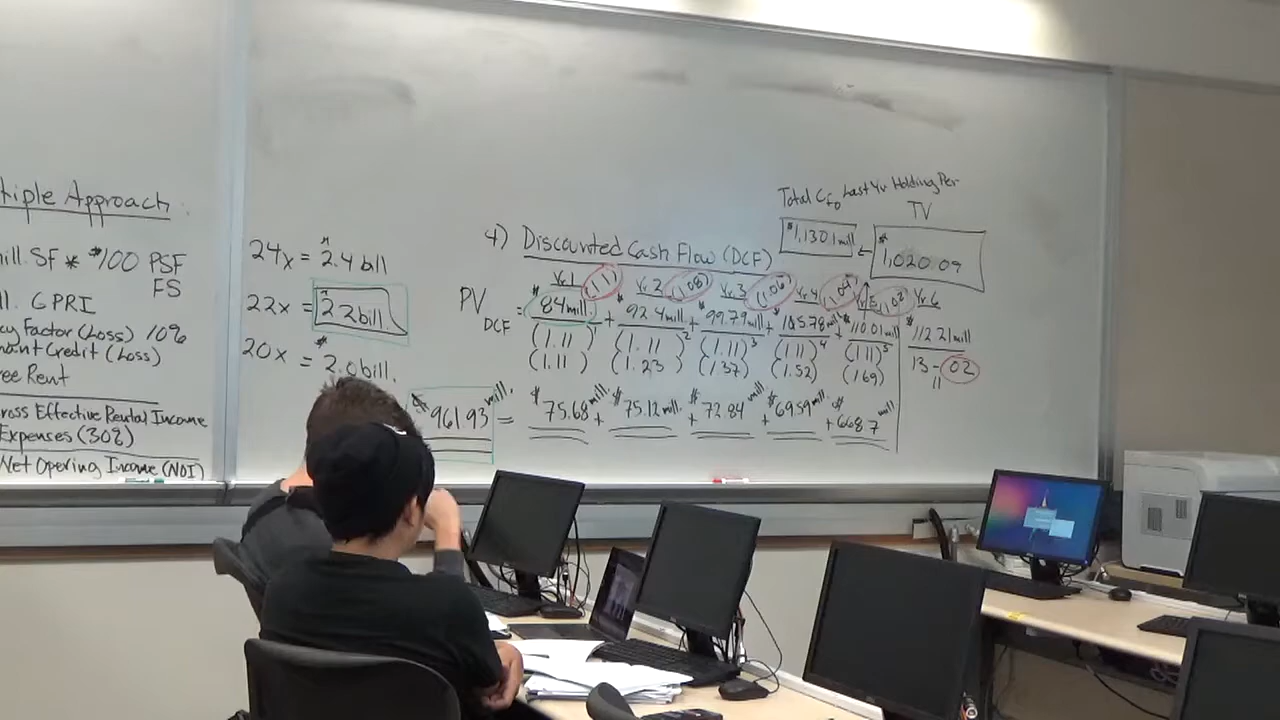 tiple Approach
mill. SF * $100 PSF
FS
l. GPRI
cy Factor (Loss) 10%
nant Credit (Loss)
ree Rent
ross Effective Rental Income
Expenses (30%)
Net Opering Income (NOI)
24x = $2.4 bill
22x = $2.2 bill.
20x = $2.0 bill.
Total CFo Last Yr Holding Per
TV
$1,130.1 mill ← $1,020.09
4) Discounted Cash Flow (DCF)
Yr 1 (1.11) Yr 2 (1.08) Yr 3 (1.06) Yr 4 (1.04) Yr 5 (1.02) Yr 6
PV DCF = $84 mill. + $92.4 mill + $99.79 mill + $105.78 mill + $110.01 mill $112.21 mill
(1.11)^1 (1.11)^2 (1.11)^3 (1.11)^4 (1.11)^5 13 - .02
(1.11) (1.23) (1.37) (1.52) (1.69) 11
$961.93 mill. = $75.68 mill. + $75.12 mill. + $72.84 mill + $69.59 mill + $668.7 mill